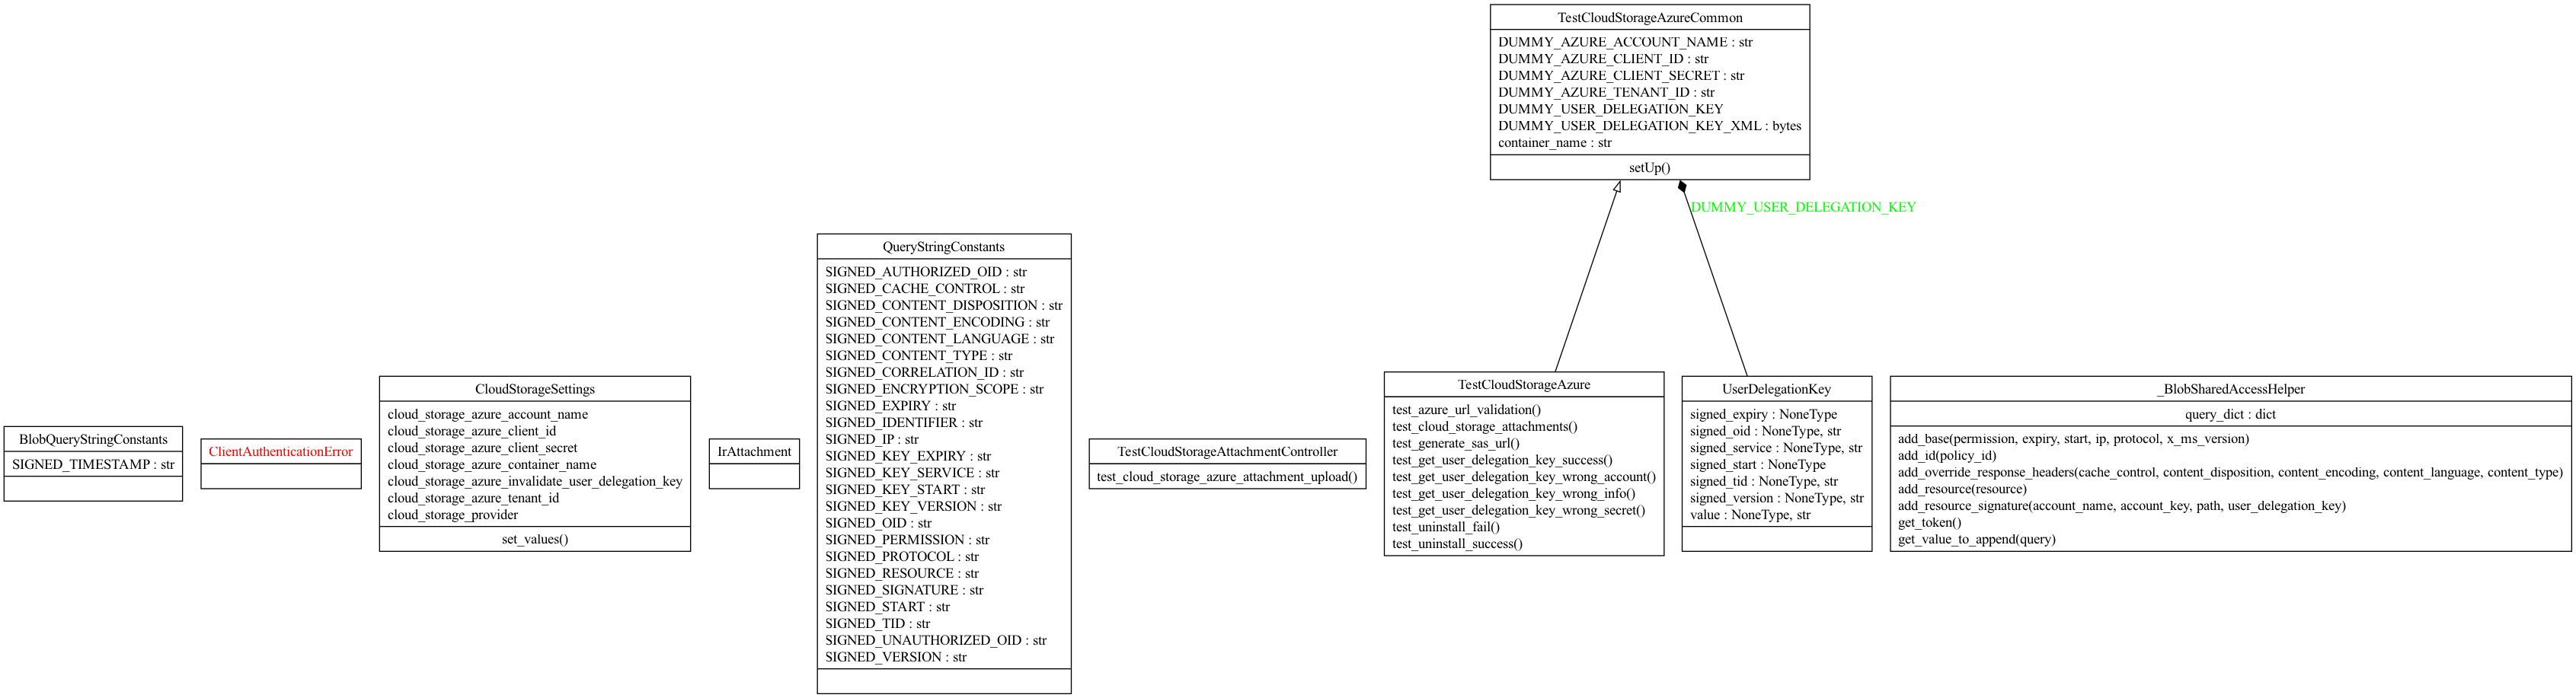 TestCloudStorageAzureCommon
DUMMY_AZURE_ACCOUNT_NAME : str
DUMMY_AZURE_CLIENT_ID : str
DUMMY_AZURE_CLIENT_SECRET : str
DUMMY_AZURE_TENANT_ID : str
DUMMY_USER_DELEGATION_KEY
DUMMY_USER_DELEGATION_KEY_XML : bytes
container_name : str
setUp()
DUMMY_USER_DELEGATION_KEY
BlobQueryStringConstants
SIGNED_TIMESTAMP : str
ClientAuthenticationError
CloudStorageSettings
cloud_storage_azure_account_name
cloud_storage_azure_client_id
cloud_storage_azure_client_secret
cloud_storage_azure_container_name
cloud_storage_azure_invalidate_user_delegation_key
cloud_storage_azure_tenant_id
cloud_storage_provider
set_values()
IrAttachment
QueryStringConstants
SIGNED_AUTHORIZED_OID : str
SIGNED_CACHE_CONTROL : str
SIGNED_CONTENT_DISPOSITION : str
SIGNED_CONTENT_ENCODING : str
SIGNED_CONTENT_LANGUAGE : str
SIGNED_CONTENT_TYPE : str
SIGNED_CORRELATION_ID : str
SIGNED_ENCRYPTION_SCOPE : str
SIGNED_EXPIRY : str
SIGNED_IDENTIFIER : str
SIGNED_IP : str
SIGNED_KEY_EXPIRY : str
SIGNED_KEY_SERVICE : str
SIGNED_KEY_START : str
SIGNED_KEY_VERSION : str
SIGNED_OID : str
SIGNED_PERMISSION : str
SIGNED_PROTOCOL : str
SIGNED_RESOURCE : str
SIGNED_SIGNATURE : str
SIGNED_START : str
SIGNED_TID : str
SIGNED_UNAUTHORIZED_OID : str
SIGNED_VERSION : str
TestCloudStorageAttachmentController
test_cloud_storage_azure_attachment_upload()
TestCloudStorageAzure
test_azure_url_validation()
test_cloud_storage_attachments()
test_generate_sas_url()
test_get_user_delegation_key_success()
test_get_user_delegation_key_wrong_account()
test_get_user_delegation_key_wrong_info()
test_get_user_delegation_key_wrong_secret()
test_uninstall_fail()
test_uninstall_success()
UserDelegationKey
signed_expiry : NoneType
signed_oid : NoneType, str
signed_service : NoneType, str
signed_start : NoneType
signed_tid : NoneType, str
signed_version : NoneType, str
value : NoneType, str
_BlobSharedAccessHelper
query_dict : dict
add_base(permission, expiry, start, ip, protocol, x_ms_version)
add_id(policy_id)
add_override_response_headers(cache_control, content_disposition, content_encoding, content_language, content_type)
add_resource(resource)
add_resource_signature(account_name, account_key, path, user_delegation_key)
get_token()
get_value_to_append(query)